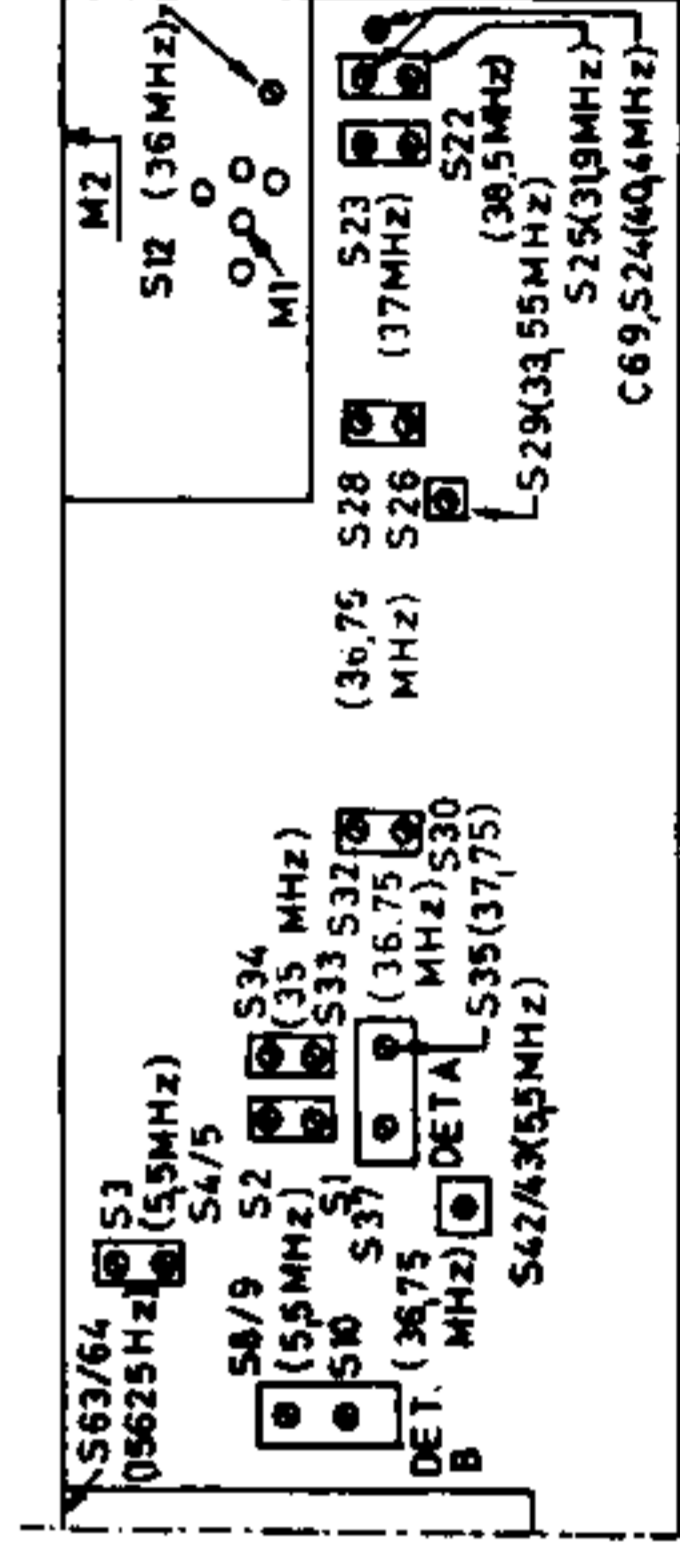 S63/64
(15625Hz)
S3
(5,5MHz)
S4/5
S8/9
(5,5MHz)
S10
DET.
B
S2
S1
S37
(36,75
MHz)
DET A
S42/43(5,5MHz)
S34
(35 MHz)
S33
S32
(36.75
MHz)
S30
S35(37,75)
(36,75
MHz)
S28
S26
S29(33,55MHz)
M2
S12 (36MHz)
M1
S23
(37MHz)
S22
(38,5MHz)
S25(31,9MHz)
C69,S24(40,4MHz)